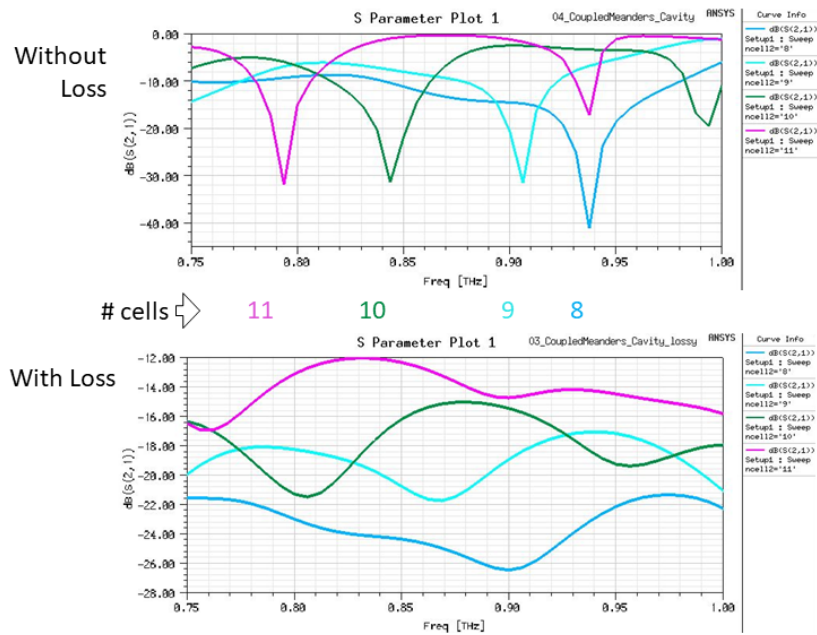 Without
Loss
S Parameter Plot 1
04_CoupledMeanders_Cavity
ANSYS
Curve Info
dB(S(2,1))
Setup1 : Sweep
ncell2='8'
dB(S(2,1))
Setup1 : Sweep
ncell2='9'
dB(S(2,1))
Setup1 : Sweep
ncell2='10'
dB(S(2,1))
Setup1 : Sweep
ncell2='11'
dB(S(2,1))
0.00
-10.00
-20.00
-30.00
-40.00
0.75 0.80 0.85 0.90 0.95 1.00
Freq [THz]
# cells 11 10 9 8
With Loss
S Parameter Plot 1
03_CoupledMeanders_Cavity_lossy
ANSYS
Curve Info
dB(S(2,1))
Setup1 : Sweep
ncell2='8'
dB(S(2,1))
Setup1 : Sweep
ncell2='9'
dB(S(2,1))
Setup1 : Sweep
ncell2='10'
dB(S(2,1))
Setup1 : Sweep
ncell2='11'
dB(S(2,1))
-12.00
-14.00
-16.00
-18.00
-20.00
-22.00
-24.00
-26.00
-28.00
0.75 0.80 0.85 0.90 0.95 1.00
Freq [THz]